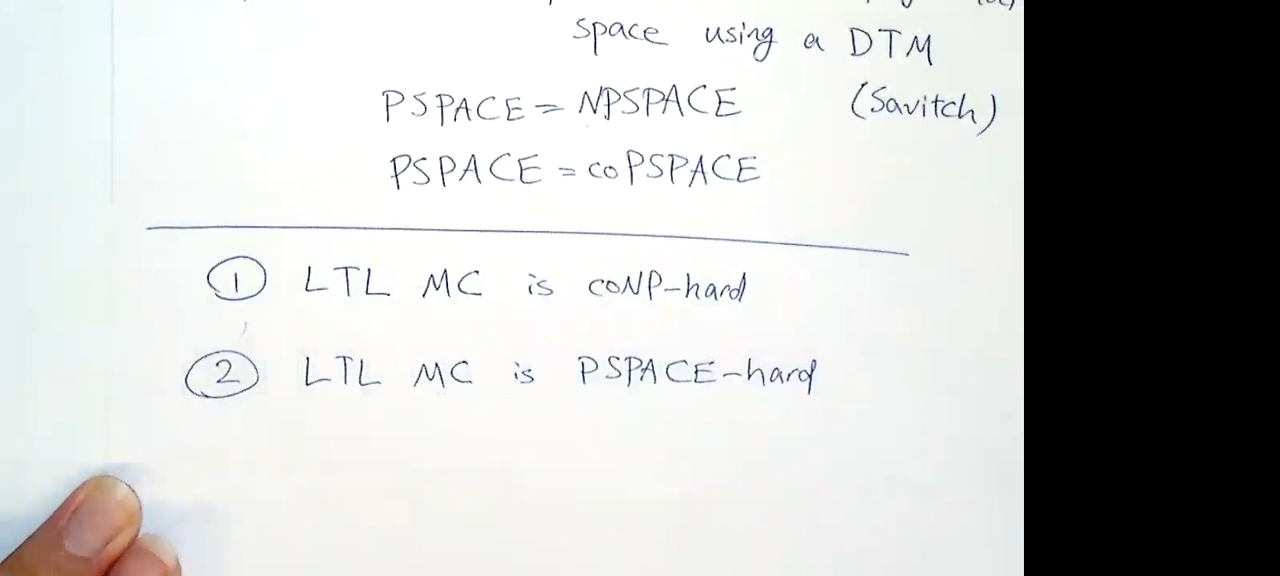 space using a DTM
PSPACE = NPSPACE (Savitch)
PSPACE = coPSPACE
1 LTL MC is coNP-hard
2 LTL MC is PSPACE-hard